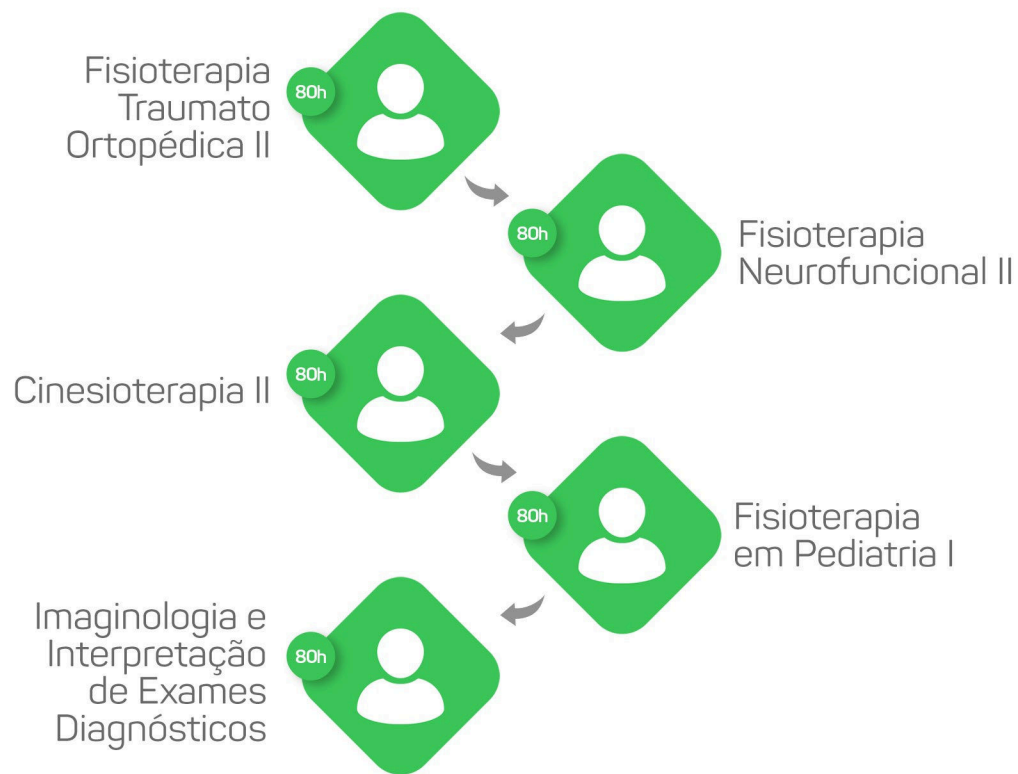 Fisioterapia
Traumato
Ortopédica II
80h
80h
Fisioterapia
Neurofuncional II
Cinesioterapia II
80h
80h
Fisioterapia
em Pediatria I
Imaginologia e
Interpretação
de Exames
Diagnósticos
80h